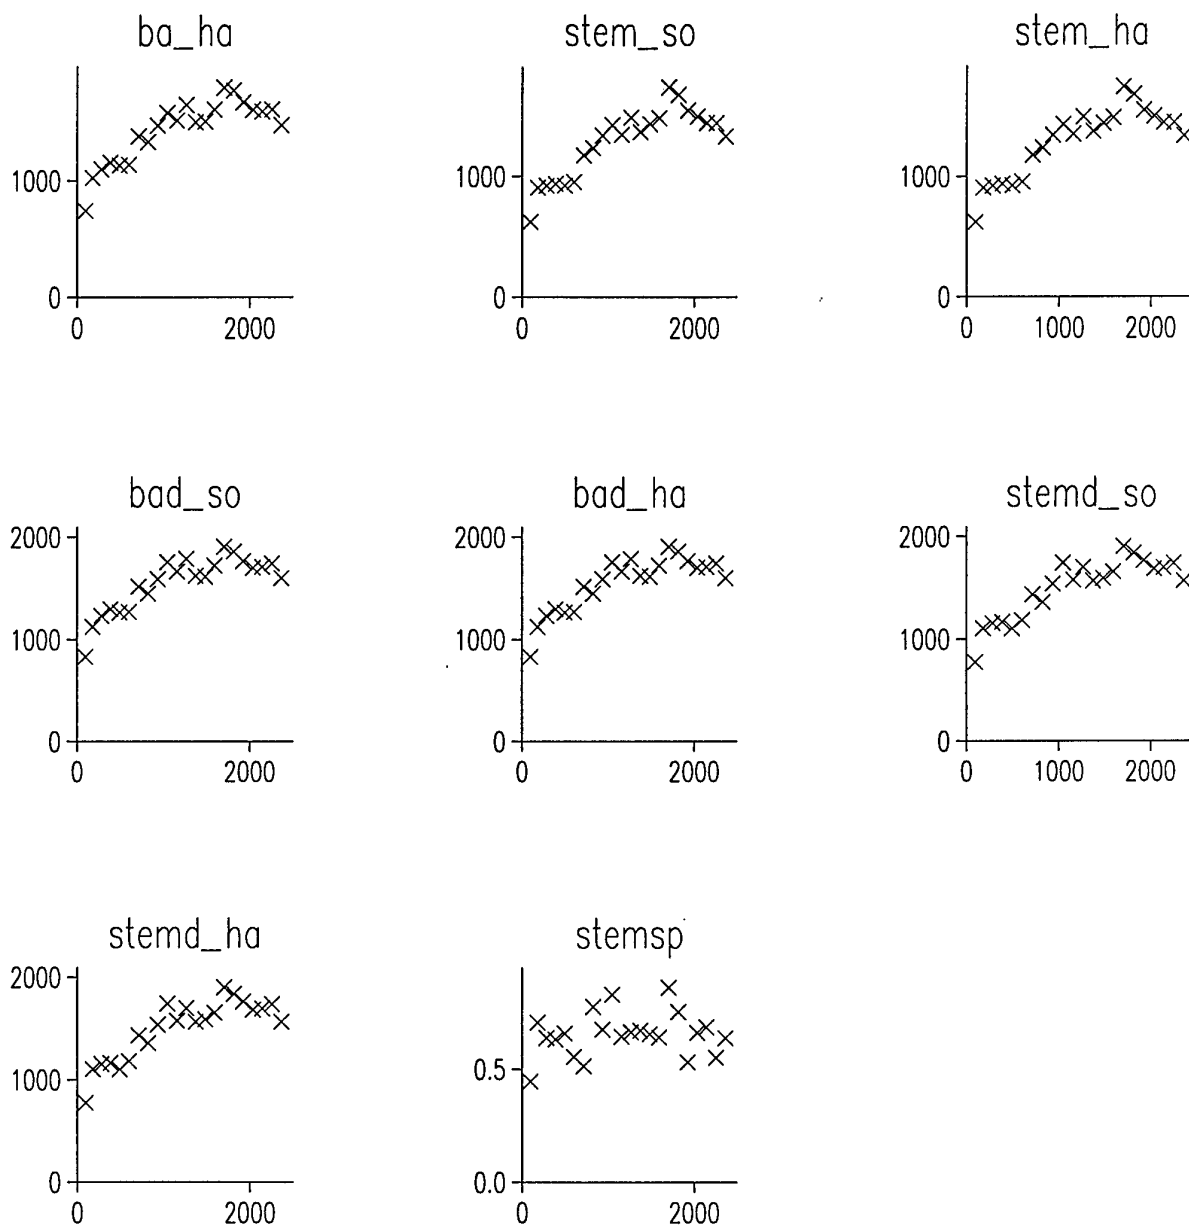 ba_ha stem_so stem_ha
1000 1000 1000
0 0 0
0 2000 0 2000 0 1000 2000
bad_so bad_ha stemd_so
2000 2000 2000
1000 1000 1000
0 0 0
0 2000 0 2000 0 1000 2000
stemd_ha stemsp
2000
1000 0.5
0 0.0
0 2000 0 2000